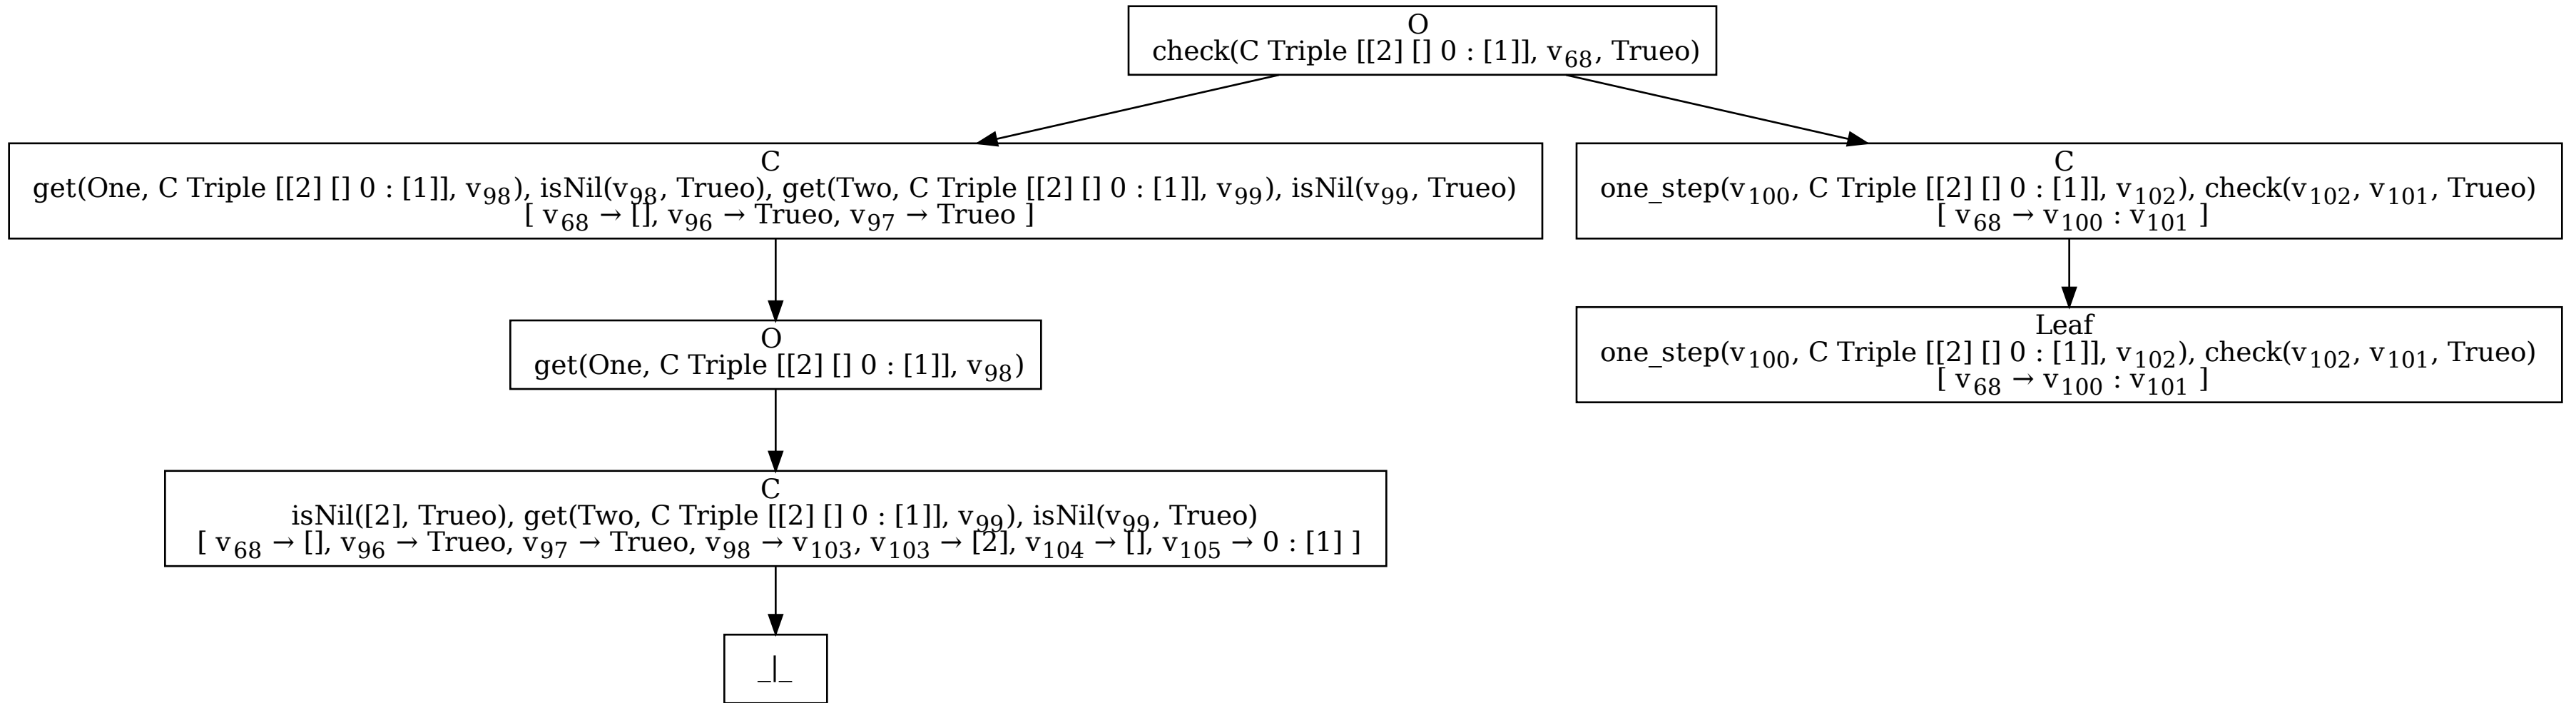 O
check(C Triple [[2] [] 0 : [1]], v68, Trueo)
C
get(One, C Triple [[2] [] 0 : [1]], v98), isNil(v98, Trueo), get(Two, C Triple [[2] [] 0 : [1]], v99), isNil(v99, Trueo)
[ v68 → [], v96 → Trueo, v97 → Trueo ]
C
one_step(v100, C Triple [[2] [] 0 : [1]], v102), check(v102, v101, Trueo)
[ v68 → v100 : v101 ]
O
get(One, C Triple [[2] [] 0 : [1]], v98)
Leaf
one_step(v100, C Triple [[2] [] 0 : [1]], v102), check(v102, v101, Trueo)
[ v68 → v100 : v101 ]
C
isNil([2], Trueo), get(Two, C Triple [[2] [] 0 : [1]], v99), isNil(v99, Trueo)
[ v68 → [], v96 → Trueo, v97 → Trueo, v98 → v103, v103 → [2], v104 → [], v105 → 0 : [1] ]
_|_